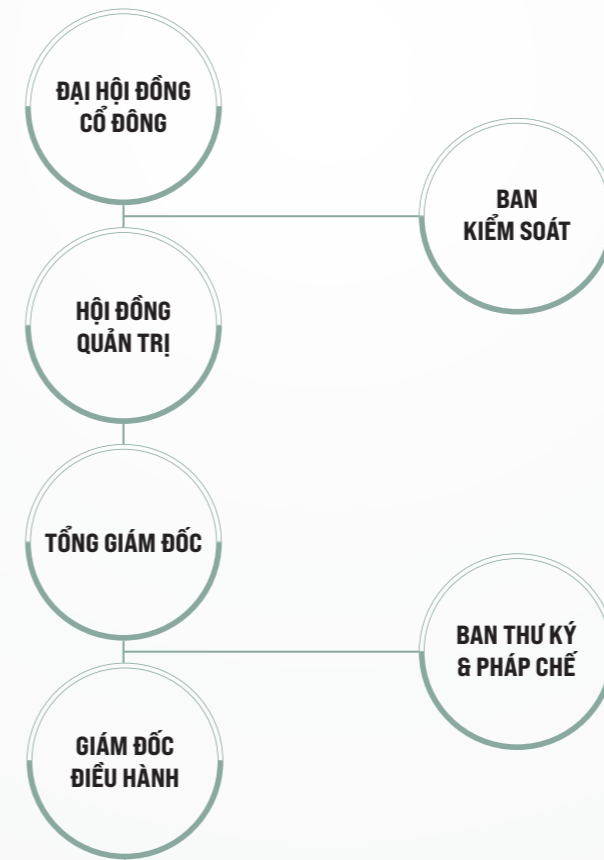 ĐẠI HỘI ĐỒNG
CỔ ĐÔNG
BAN
KIỂM SOÁT
HỘI ĐỒNG
QUẢN TRỊ
TỔNG GIÁM ĐỐC
BAN THƯ KÝ
& PHÁP CHẾ
GIÁM ĐỐC
ĐIỀU HÀNH